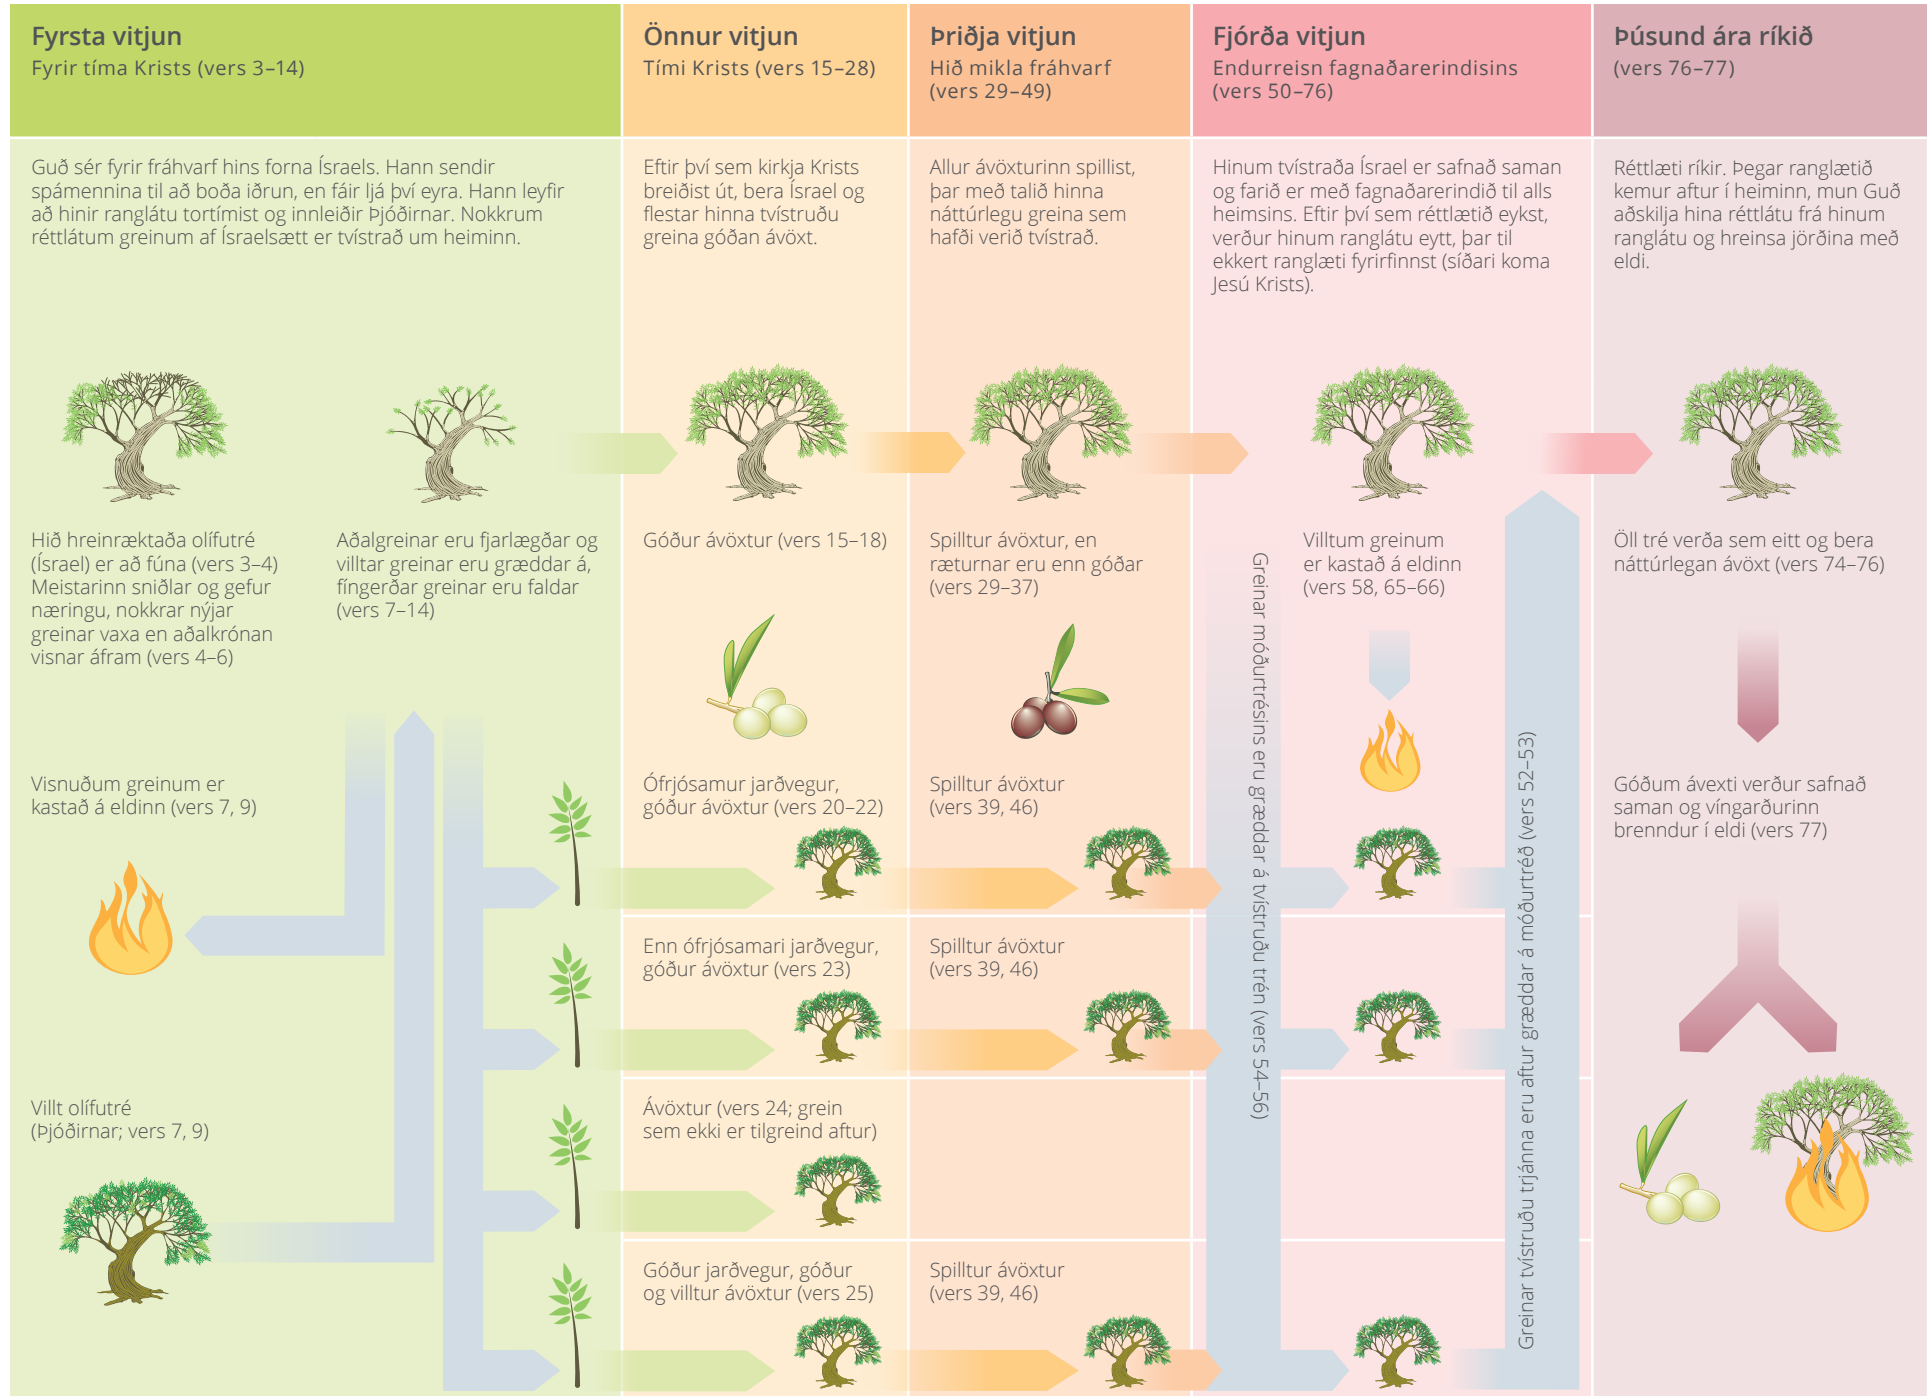 Fyrsta vitjun
Fyrir tíma Krists (vers 3–14)
Önnur vitjun
Tími Krists (vers 15–28)
Þriðja vitjun
Hið mikla fráhvarf
(vers 29–49)
Fjórða vitjun
Endurreisn fagnaðarerindisins
(vers 50–76)
Þúsund ára ríkið
(vers 76–77)
Guð sér fyrir fráhvarf hins forna Ísraels. Hann sendir
spámennina til að boða iðrun, en fáir ljá því eyra. Hann leyfir
að hinir ranglátu tortímist og innleiðir Þjóðirnar. Nokkrum
réttlátum greinum af Ísraelsætt er tvístrað um heiminn.
Eftir því sem kirkja Krists
breiðist út, bera Ísrael og
flestar hinna tvístruðu
greina góðan ávöxt.
Allur ávöxturinn spillist,
þar með talið hinna
náttúrlegu greina sem
hafði verið tvístrað.
Hinum tvístraða Ísrael er safnað saman
og farið er með fagnaðarerindið til alls
heimsins. Eftir því sem réttlætið eykst,
verður hinum ranglátu eytt, þar til
ekkert ranglæti fyrirfinnst (síðari koma
Jesú Krists).
Réttlæti ríkir. Þegar ranglætið
kemur aftur í heiminn, mun Guð
aðskilja hina réttlátu frá hinum
ranglátu og hreinsa jörðina með
eldi.
Hið hreinræktaða olífutré
(Ísrael) er að fúna (vers 3–4)
Meistarinn sniðlar og gefur
næringu, nokkrar nýjar
greinar vaxa en aðalkrónan
visnar áfram (vers 4–6)
Aðalgreinar eru fjarlægðar og
villtar greinar eru græddar á,
fíngerðar greinar eru faldar
(vers 7–14)
Góður ávöxtur (vers 15–18)
Spilltur ávöxtur, en
ræturnar eru enn góðar
(vers 29–37)
Villtum greinum
er kastað á eldinn
(vers 58, 65–66)
Öll tré verða sem eitt og bera
náttúrlegan ávöxt (vers 74–76)
Greinar móðurtrésins eru græddar á tvístruðu trén (vers 54–56)
Greinar tvístruðu trjánna eru aftur græddar á móðurtréð (vers 52–53)
Visnuðum greinum er
kastað á eldinn (vers 7, 9)
Ófrjósamur jarðvegur,
góður ávöxtur (vers 20–22)
Spilltur ávöxtur
(vers 39, 46)
Góðum ávexti verður safnað
saman og víngarðurinn
brenndur í eldi (vers 77)
Enn ófrjósamari jarðvegur,
góður ávöxtur (vers 23)
Spilltur ávöxtur
(vers 39, 46)
Villt olífutré
(Þjóðirnar; vers 7, 9)
Ávöxtur (vers 24; grein
sem ekki er tilgreind aftur)
Góður jarðvegur, góður
og villtur ávöxtur (vers 25)
Spilltur ávöxtur
(vers 39, 46)